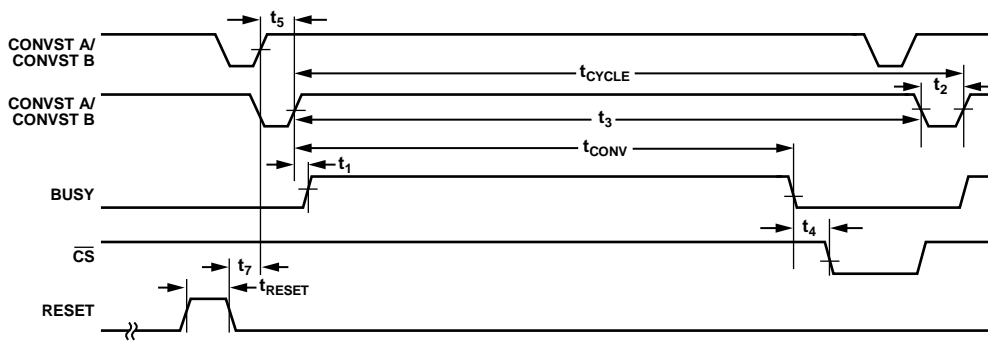 t5
CONVST A/
CONVST B
tCYCLE
t2
CONVST A/
CONVST B
t3
tCONV
t1
BUSY
t4
CS
t7
tRESET
RESET